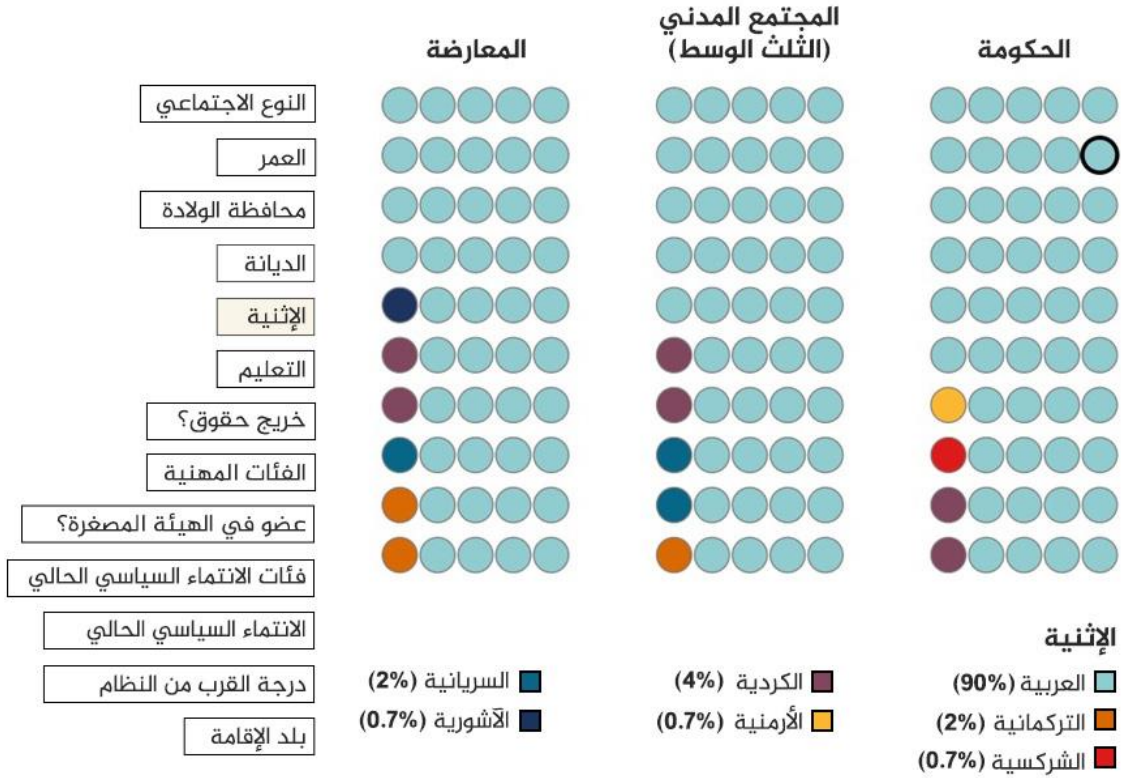 الحكومة
المجتمع المدني
(الثلث الوسط)
المعارضة
النوع الاجتماعي
العمر
محافظة الولادة
الديانة
الإثنية
التعليم
خريج حقوق؟
الفئات المهنية
عضو في الهيئة المصغرة؟
فئات الانتماء السياسي الحالي
الانتماء السياسي الحالي
درجة القرب من النظام
بلد الإقامة
الإثنية
العربية (90%)
التركمانية (2%)
الشركسية (0.7%)
الكردية (4%)
الأرمنية (0.7%)
السريانية (2%)
الآشورية (0.7%)